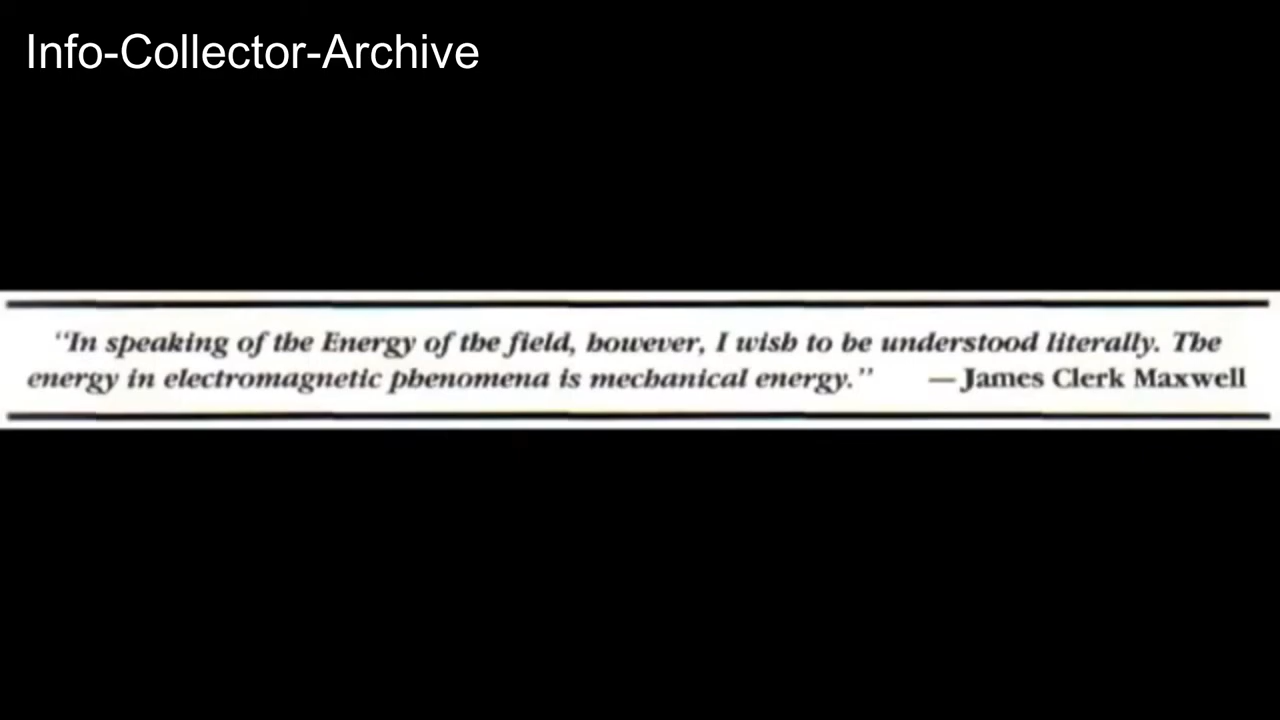 Info-Collector-Archive
“In speaking of the Energy of the field, however, I wish to be understood literally. The
energy in electromagnetic phenomena is mechanical energy.” — James Clerk Maxwell